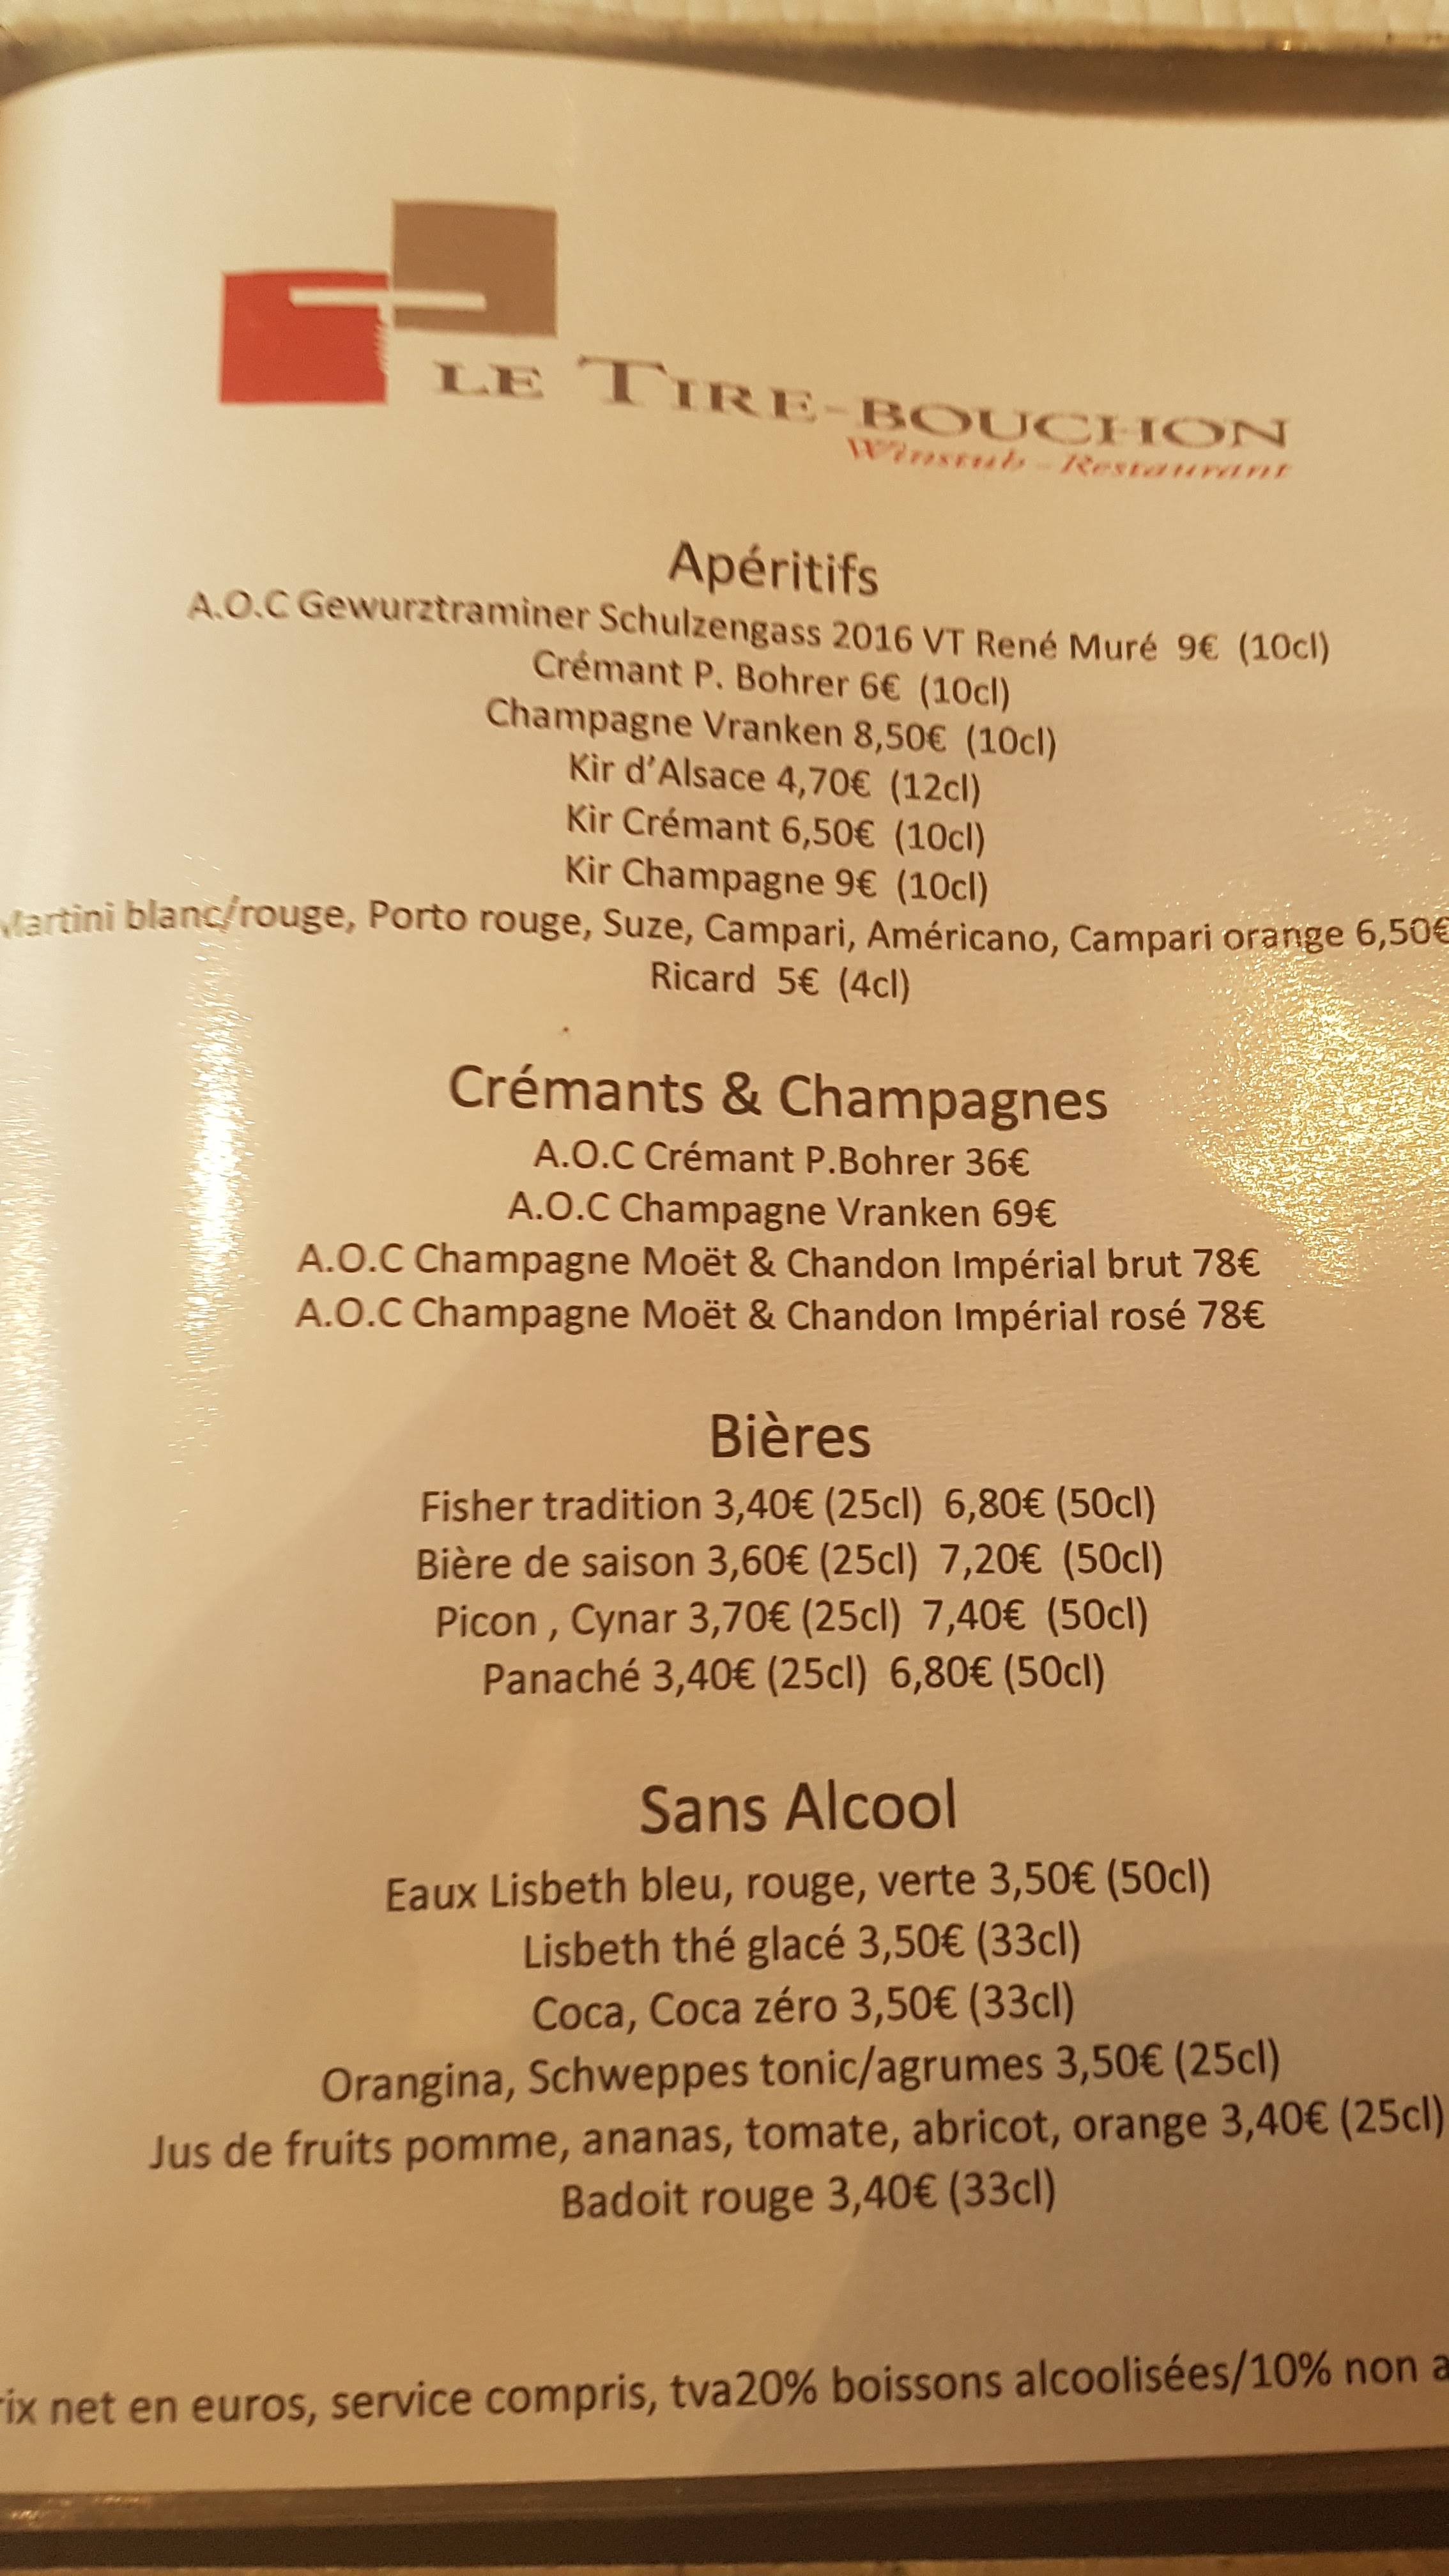 LE TIRE-BOUCHON
Winstub - Restaurant
Apéritifs
A.O.C Gewurztraminer Schulzengass 2016 VT René Muré 9€ (10cl)
Crémant P. Bohrer 6€ (10cl)
Champagne Vranken 8,50€ (10cl)
Kir d'Alsace 4,70€ (12cl)
Kir Crémant 6,50€ (10cl)
Kir Champagne 9€ (10cl)
Martini blanc/rouge, Porto rouge, Suze, Campari, Américano, Campari orange 6,50€
Ricard 5€ (4cl)
Crémants & Champagnes
A.O.C Crémant P.Bohrer 36€
A.O.C Champagne Vranken 69€
A.O.C Champagne Moët & Chandon Impérial brut 78€
A.O.C Champagne Moët & Chandon Impérial rosé 78€
Bières
Fisher tradition 3,40€ (25cl) 6,80€ (50cl)
Bière de saison 3,60€ (25cl) 7,20€ (50cl)
Picon , Cynar 3,70€ (25cl) 7,40€ (50cl)
Panaché 3,40€ (25cl) 6,80€ (50cl)
Sans Alcool
Eaux Lisbeth bleu, rouge, verte 3,50€ (50cl)
Lisbeth thé glacé 3,50€ (33cl)
Coca, Coca zéro 3,50€ (33cl)
Orangina, Schweppes tonic/agrumes 3,50€ (25cl)
Jus de fruits pomme, ananas, tomate, abricot, orange 3,40€ (25cl)
Badoit rouge 3,40€ (33cl)
rix net en euros, service compris, tva20% boissons alcoolisées/10% non a